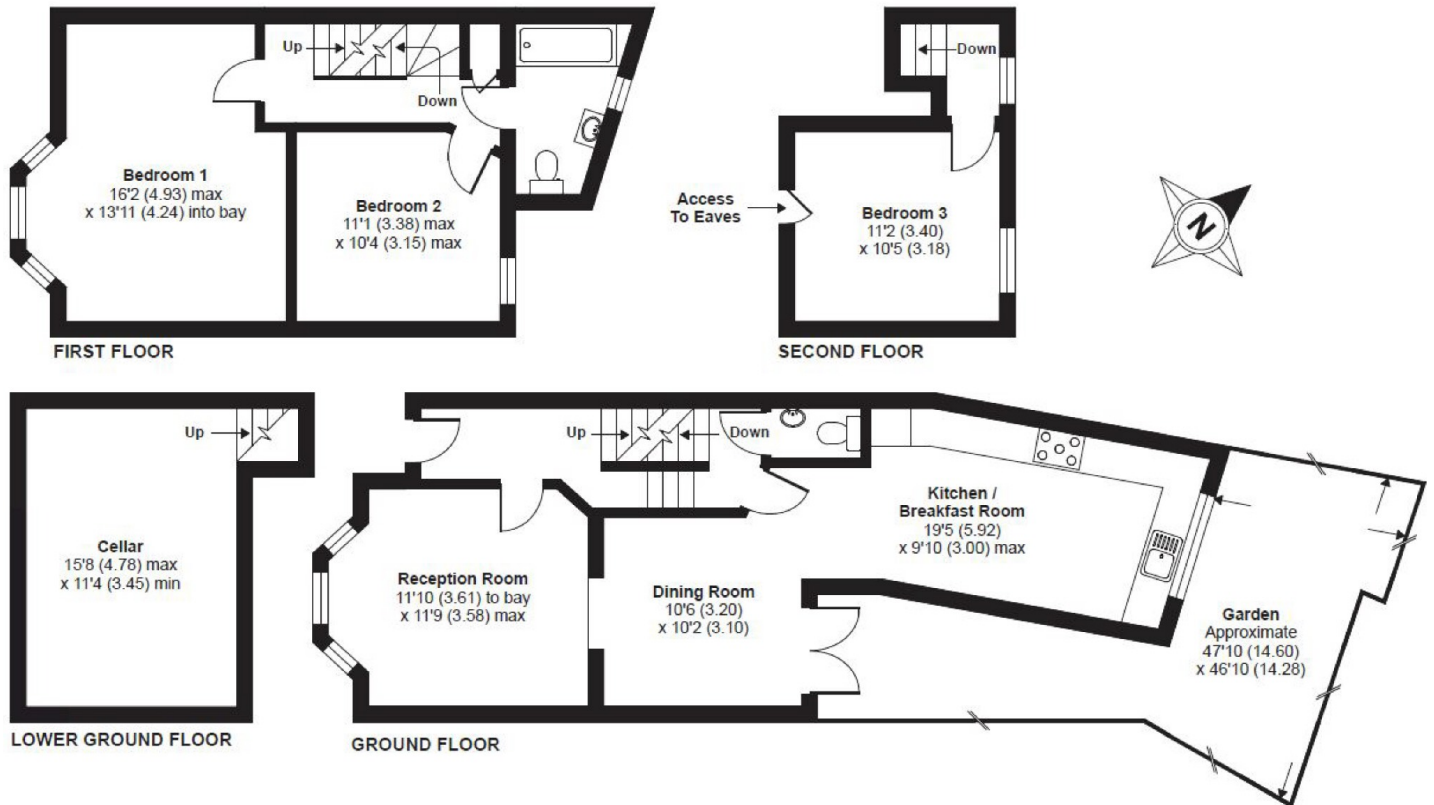 Up
Down
Bedroom 1
16'2 (4.93) max
x 13'11 (4.24) into bay
Bedroom 2
11'1 (3.38) max
x 10'4 (3.15) max
FIRST FLOOR
Down
Access
To Eaves
Bedroom 3
11'2 (3.40)
x 10'5 (3.18)
SECOND FLOOR
N
Up
Cellar
15'8 (4.78) max
x 11'4 (3.45) min
LOWER GROUND FLOOR
Up
Down
Reception Room
11'10 (3.61) to bay
x 11'9 (3.58) max
Dining Room
10'6 (3.20)
x 10'2 (3.10)
Kitchen /
Breakfast Room
19'5 (5.92)
x 9'10 (3.00) max
Garden
Approximate
47'10 (14.60)
x 46'10 (14.28)
GROUND FLOOR